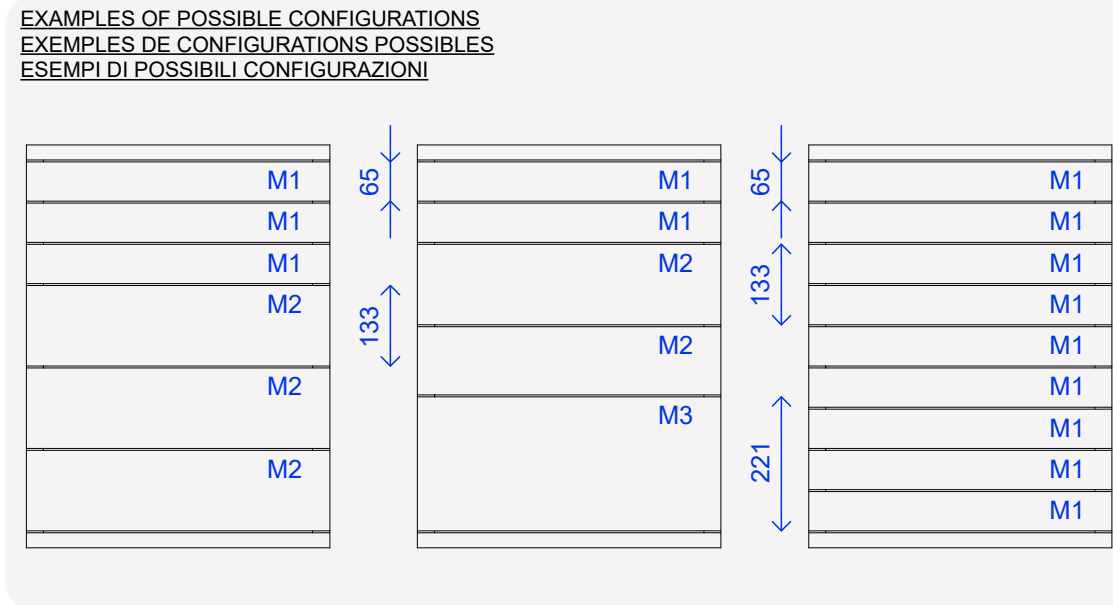 EXAMPLES OF POSSIBLE CONFIGURATIONS
EXEMPLES DE CONFIGURATIONS POSSIBLES
ESEMPI DI POSSIBILI CONFIGURAZIONI
M1
M1
M1
M2
M2
M2
65
133
M1
M1
M2
M2
M3
65
133
221
M1
M1
M1
M1
M1
M1
M1
M1
M1